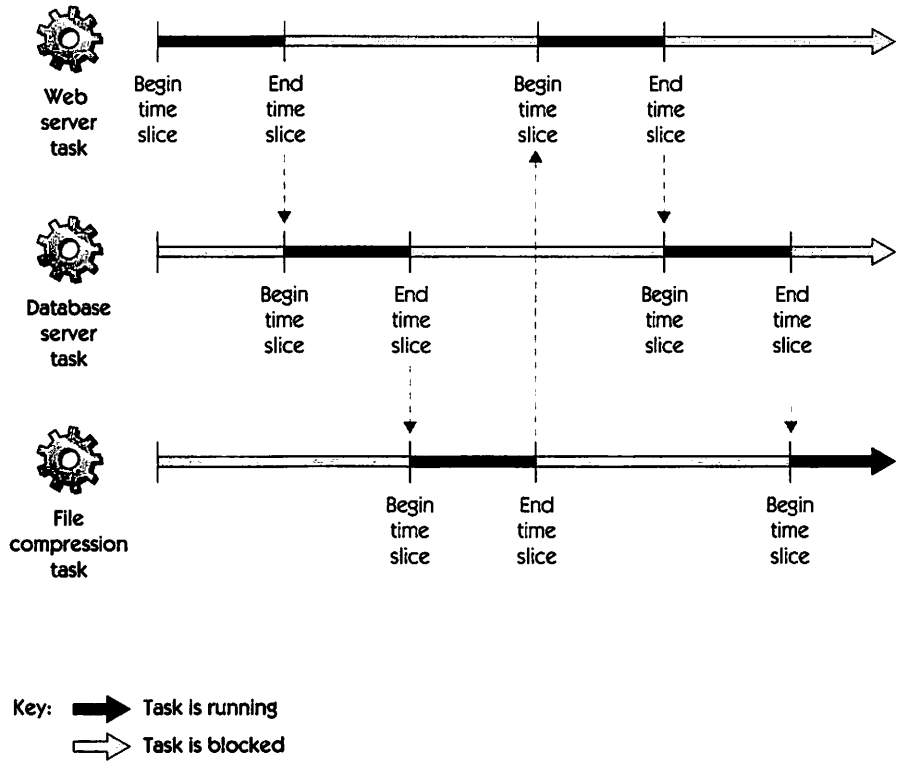 Web
server
task
Begin
time
slice
End
time
slice
Begin
time
slice
End
time
slice
Database
server
task
Begin
time
slice
End
time
slice
Begin
time
slice
End
time
slice
File
compression
task
Begin
time
slice
End
time
slice
Begin
time
slice
Key:
Task is running
Task is blocked